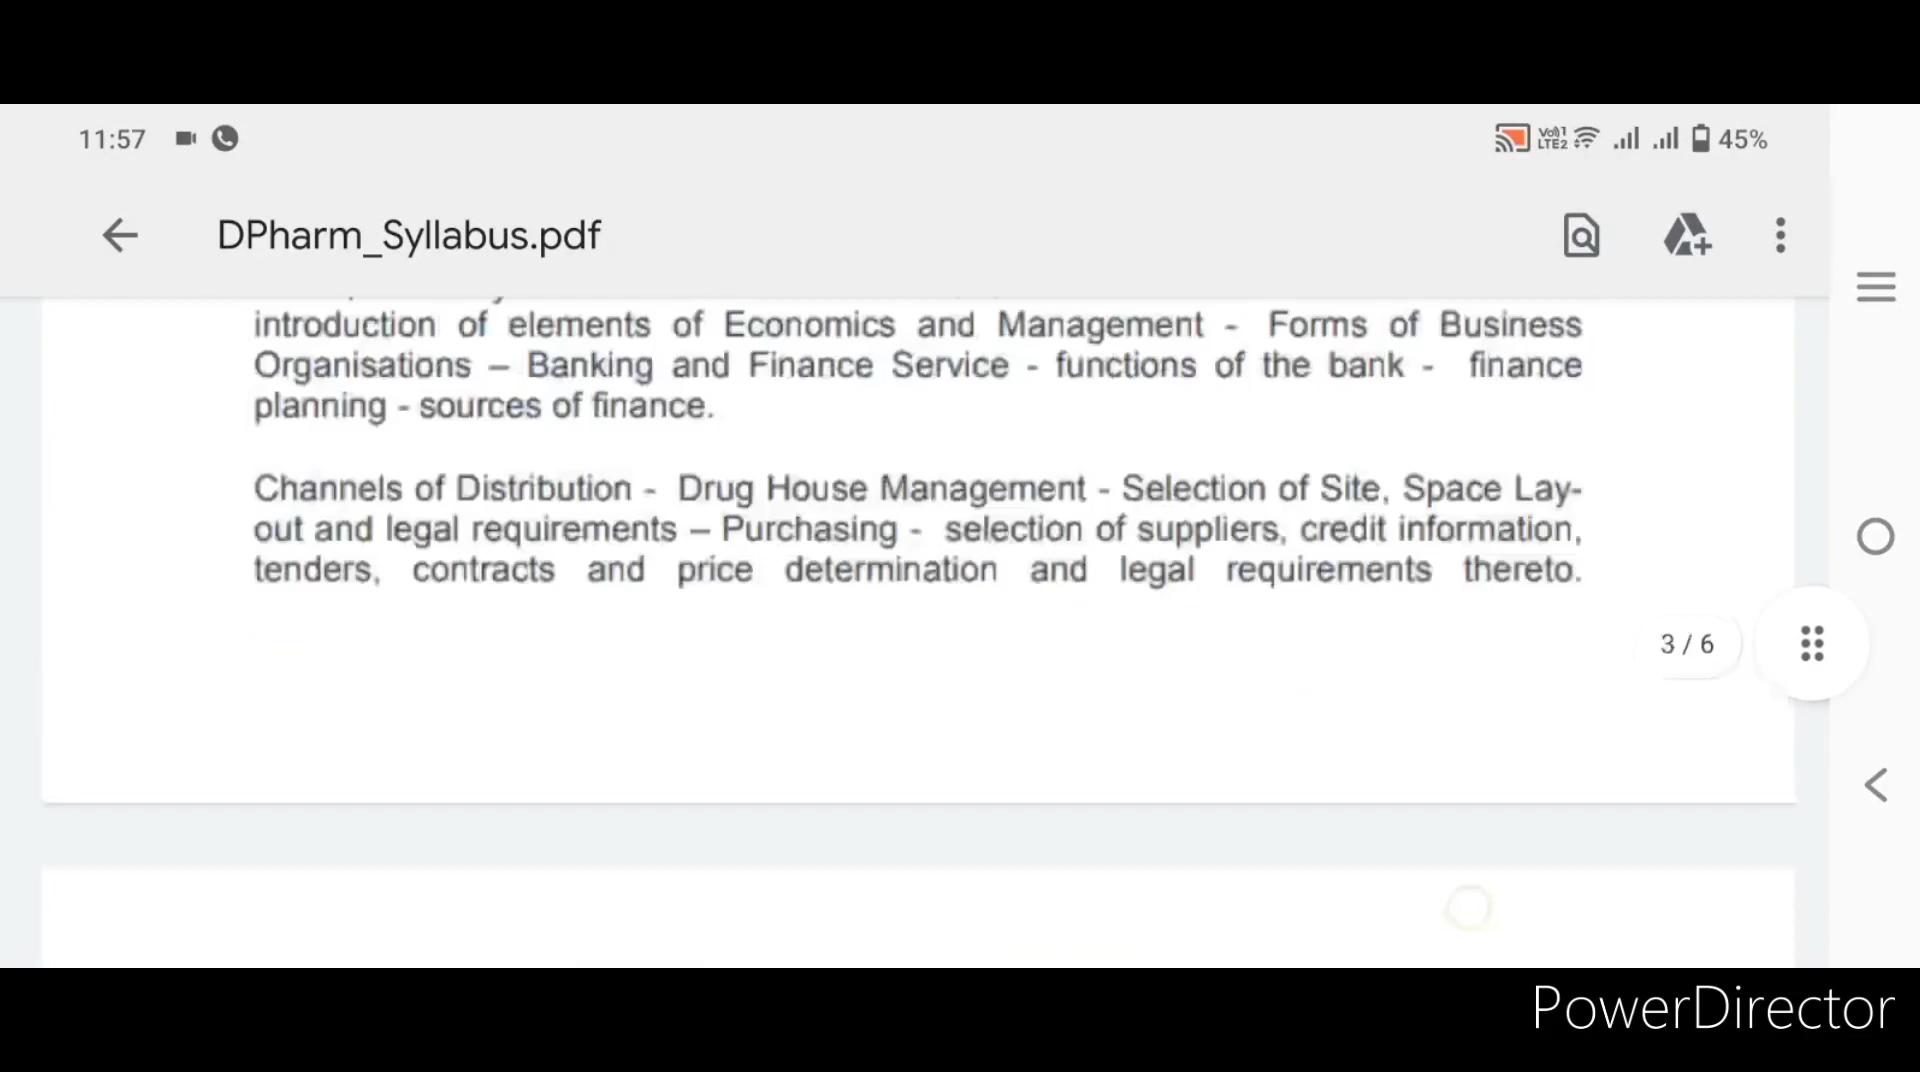 11:57
Vo))1
LTE2
45%
DPharm_Syllabus.pdf
introduction of elements of Economics and Management - Forms of Business
Organisations – Banking and Finance Service - functions of the bank - finance
planning - sources of finance.
Channels of Distribution - Drug House Management - Selection of Site, Space Lay-
out and legal requirements – Purchasing - selection of suppliers, credit information,
tenders, contracts and price determination and legal requirements thereto.
3 / 6
PowerDirector